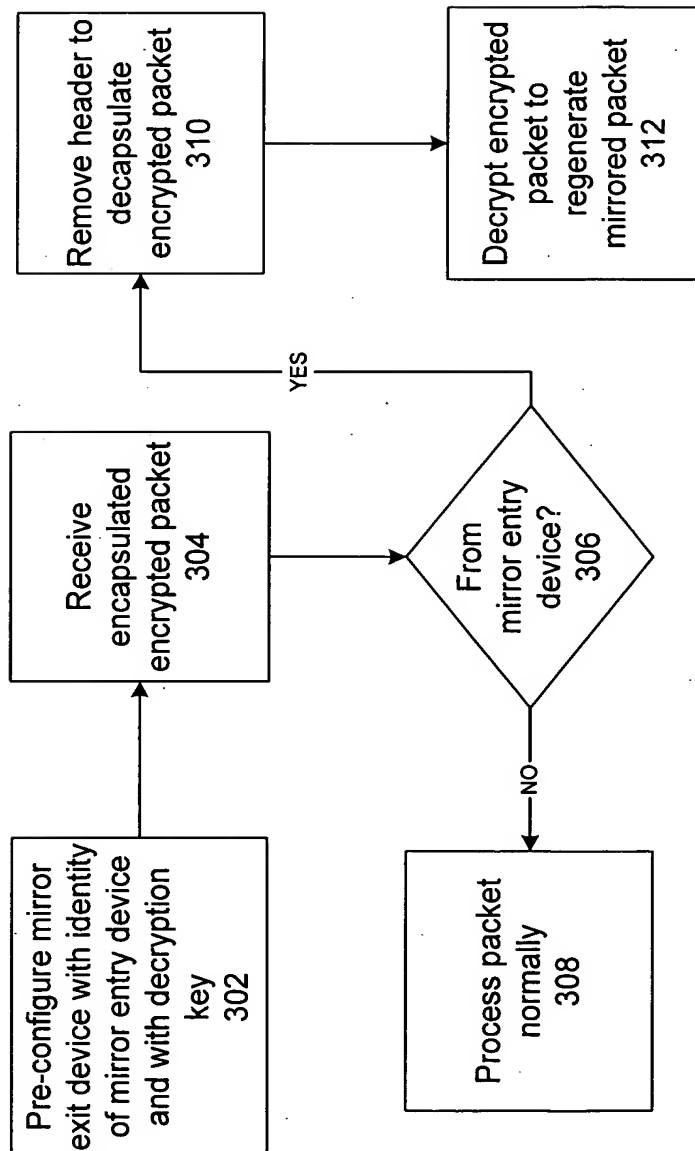 Pre-configure mirror
exit device with identity
of mirror entry device
and with decryption
key
302
Receive
encapsulated
encrypted packet
304
From
mirror entry
device?
306
NO
Process packet
normally
308
YES
Remove header to
decapsulate
encrypted packet
310
Decrypt encrypted
packet to
regenerate
mirrored packet
312